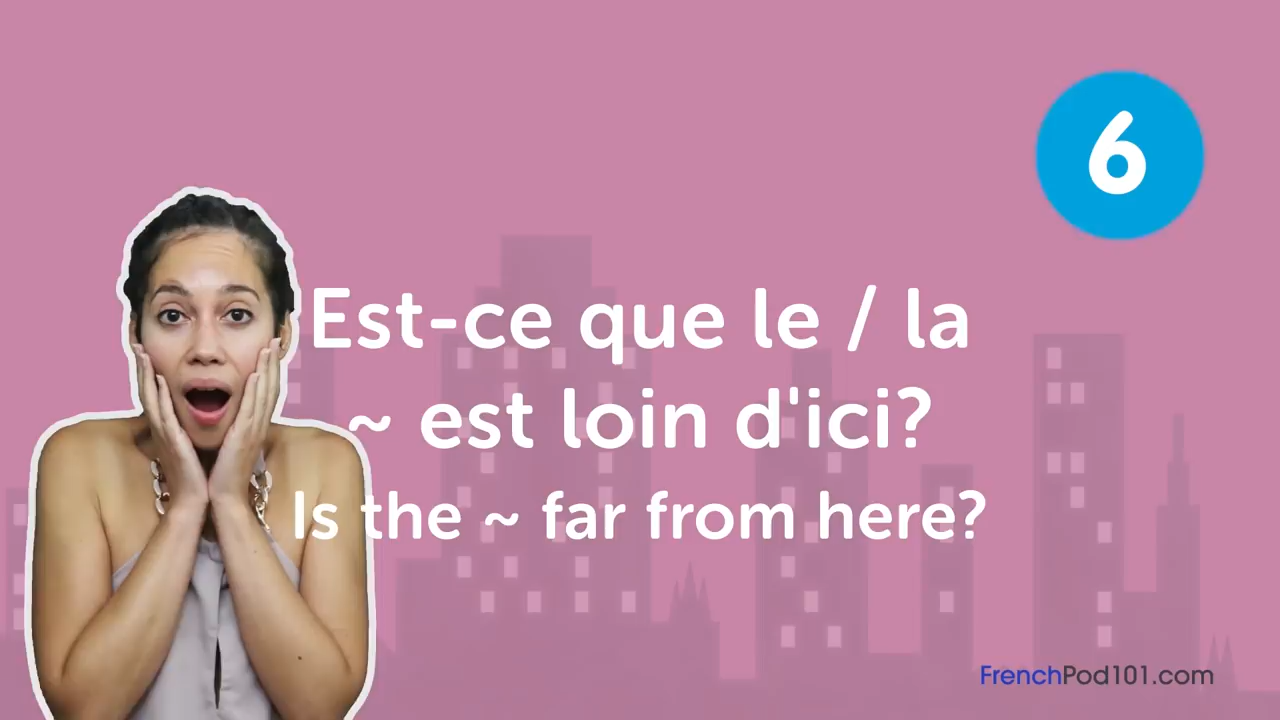 6
Est-ce que le / la
~ est loin d'ici?
Is the ~ far from here?
FrenchPod101.com